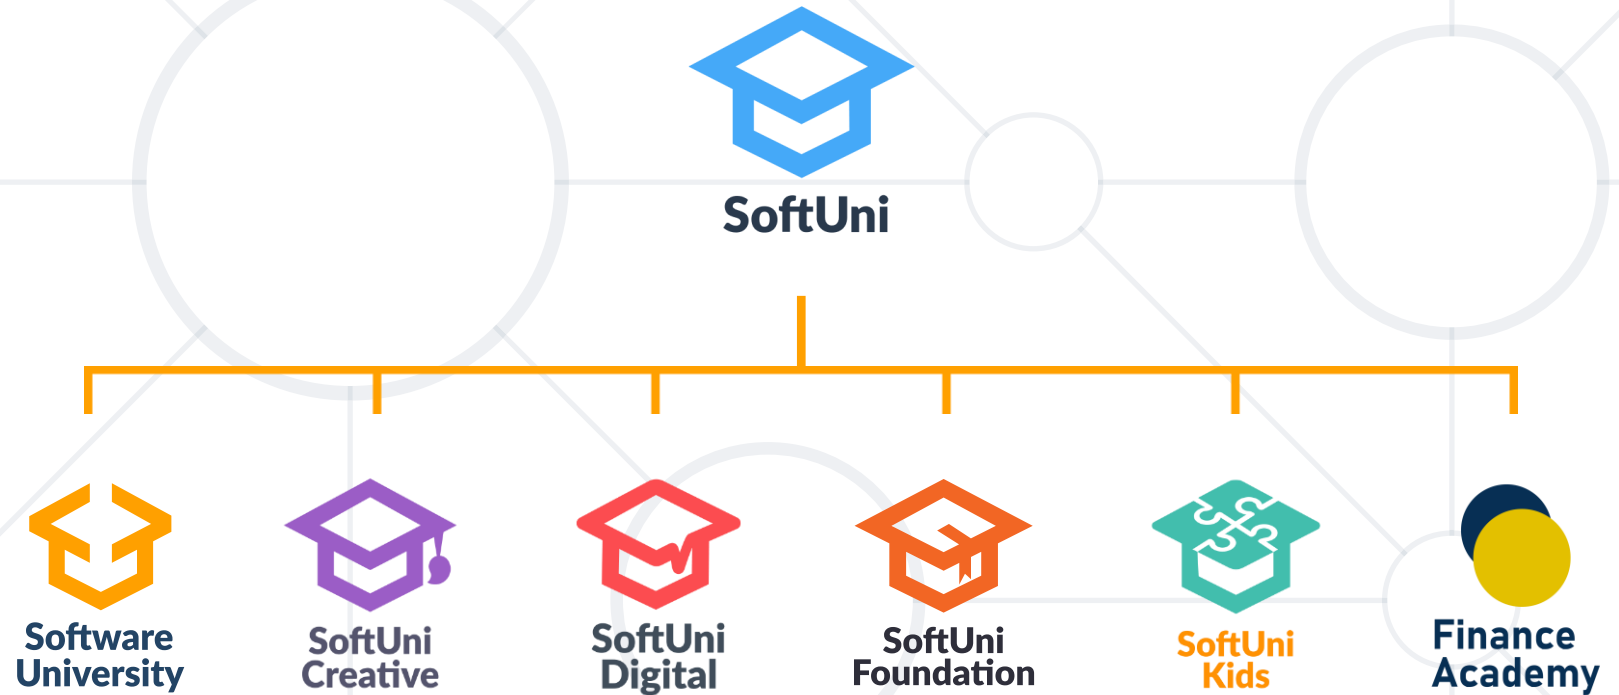 SoftUni
Software
University
SoftUni
Creative
SoftUni
Digital
SoftUni
Foundation
SoftUni
Kids
Finance
Academy